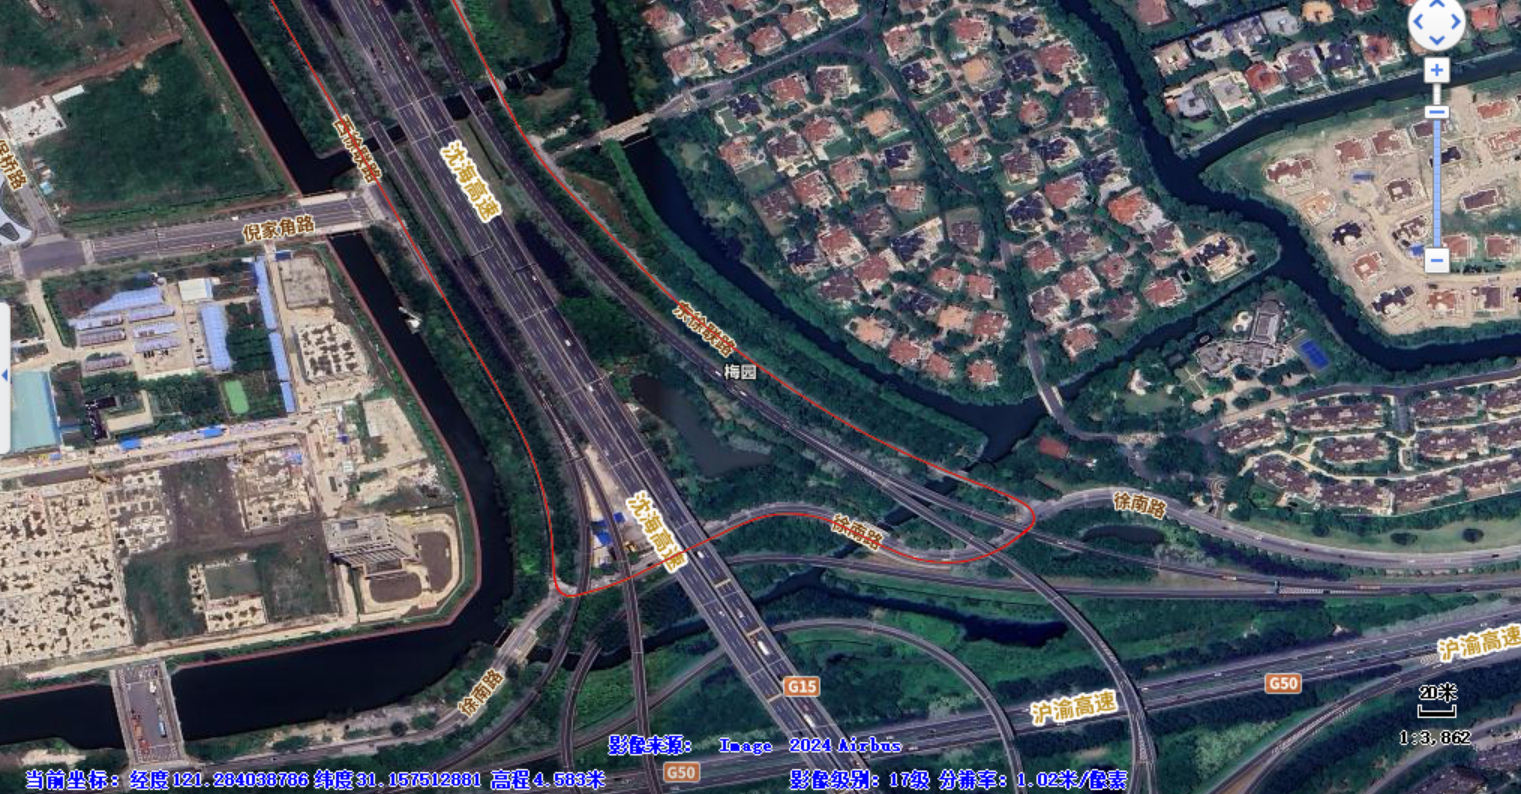 西徐联路
沈海高速
倪家角路
东徐联路
梅园
沈海高速
徐南路
徐南路
徐南路
沪渝高速
G15
G50
沪渝高速
20米
1:3,862
影像来源： Image 2024 Airbus
G50
当前坐标：经度121.284038786 纬度31.157512881 高程4.583米
影像级别：17级 分辨率：1.02米/像素